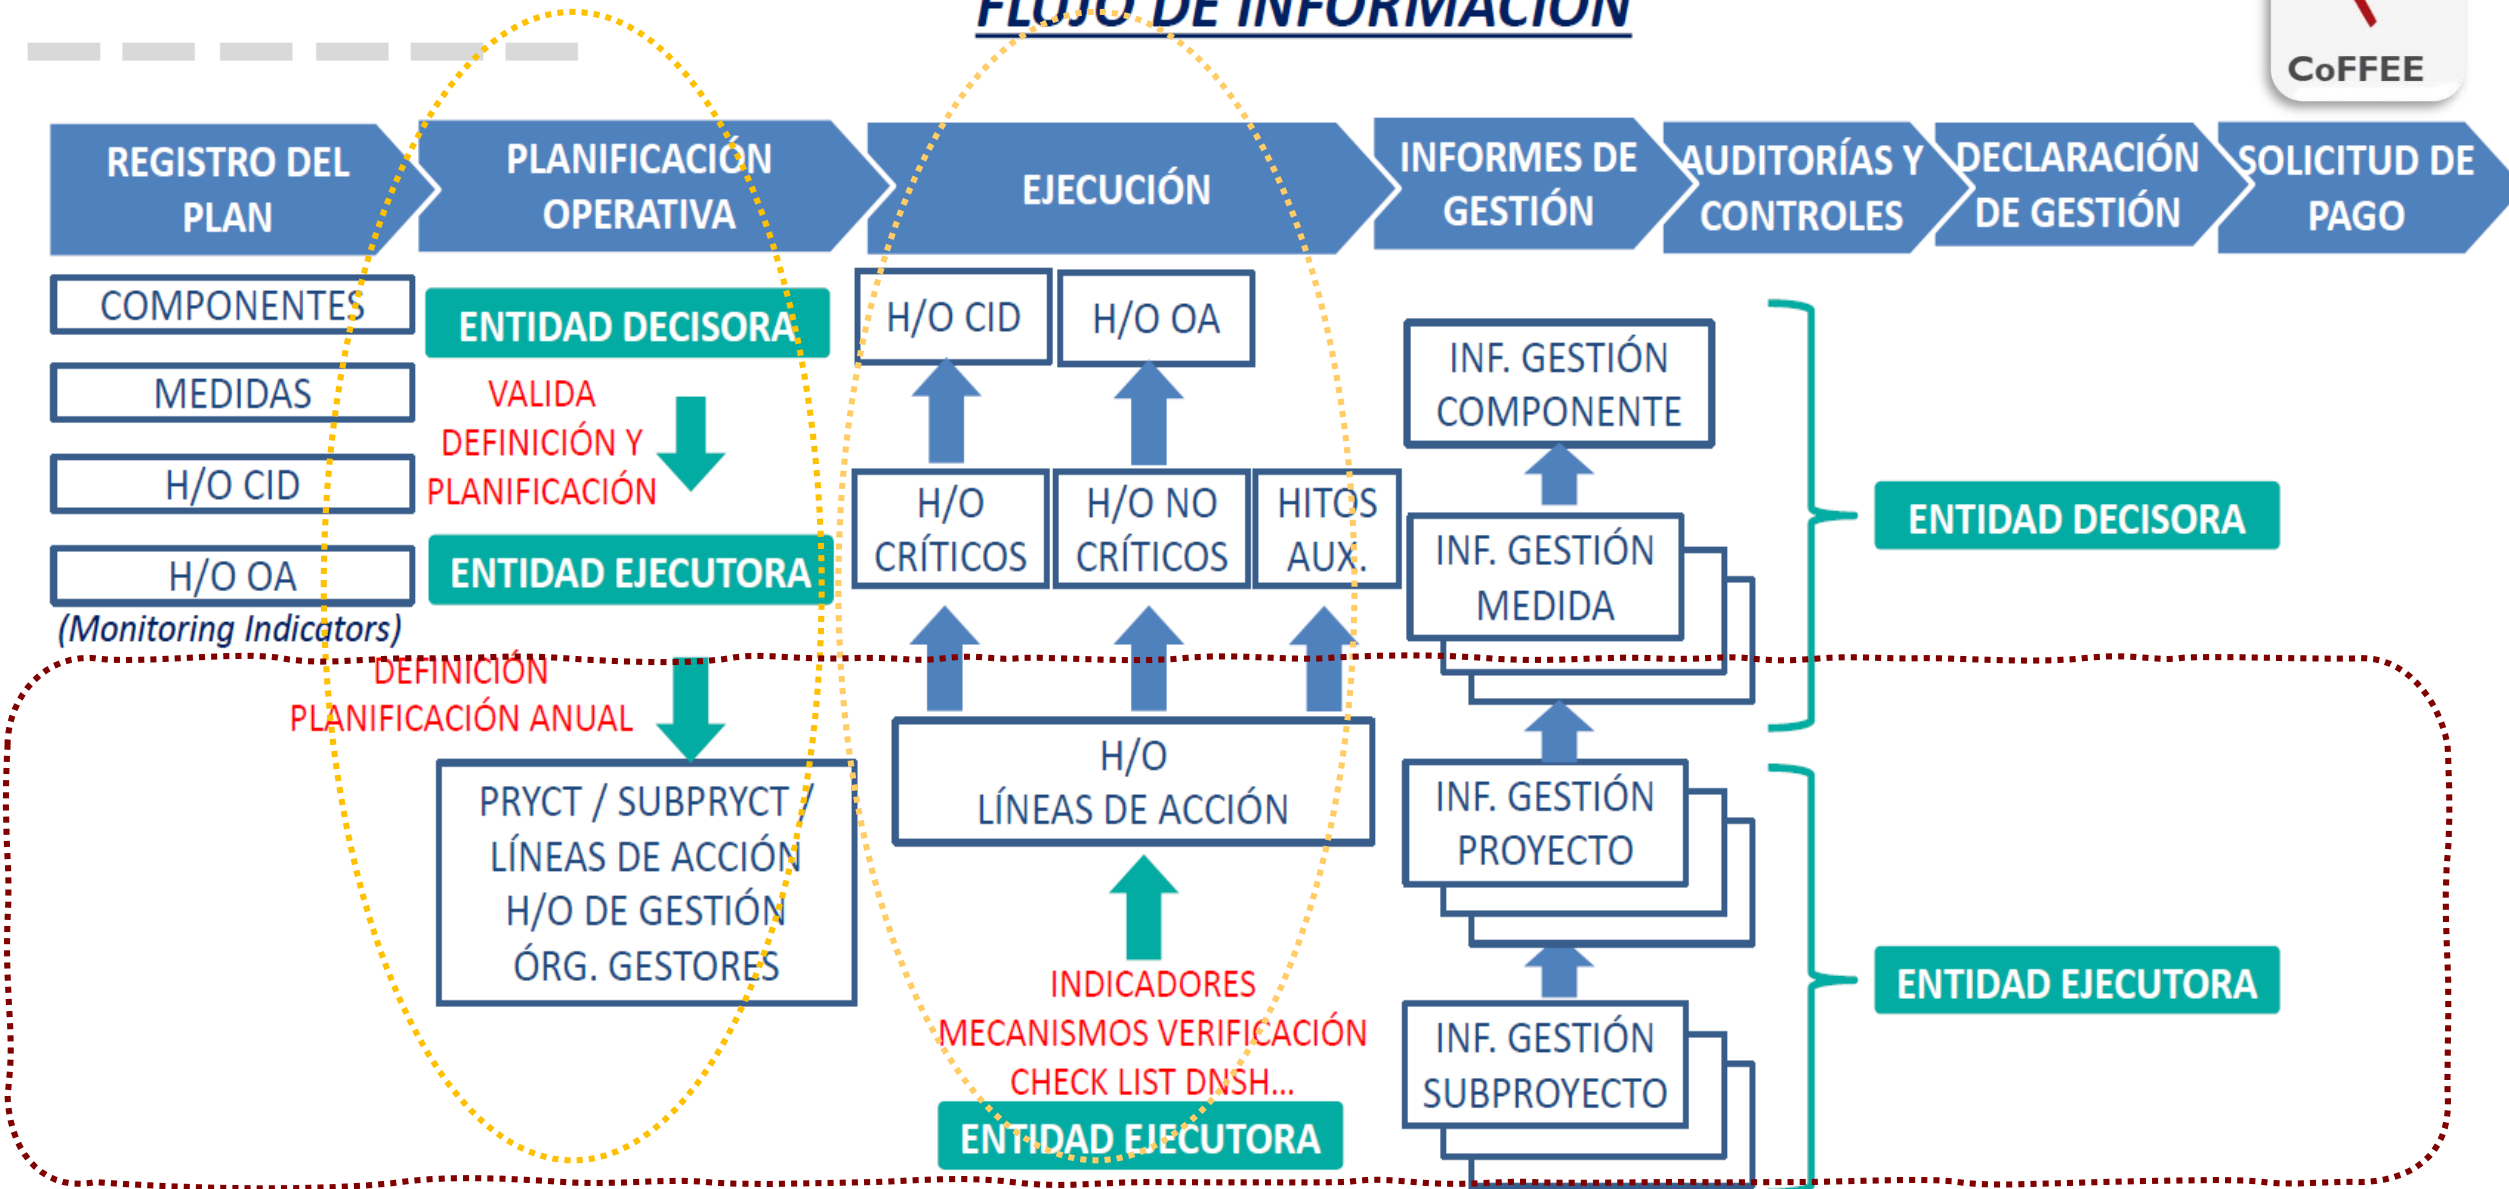 FLUJO DE INFORMACIÓN
CoFFEE
REGISTRO DEL
PLAN
PLANIFICACIÓN
OPERATIVA
EJECUCIÓN
INFORMES DE
GESTIÓN
AUDITORÍAS Y
CONTROLES
DECLARACIÓN
DE GESTIÓN
SOLICITUD DE
PAGO
COMPONENTES
MEDIDAS
H/O CID
H/O OA
(Monitoring Indicators)
ENTIDAD DECISORA
VALIDA
DEFINICIÓN Y
PLANIFICACIÓN
ENTIDAD EJECUTORA
DEFINICIÓN
PLANIFICACIÓN ANUAL
PRYCT / SUBPRYCT /
LÍNEAS DE ACCIÓN
H/O DE GESTIÓN
ÓRG. GESTORES
H/O CID
H/O OA
H/O
CRÍTICOS
H/O NO
CRÍTICOS
HITOS
AUX.
H/O
LÍNEAS DE ACCIÓN
INDICADORES
MECANISMOS VERIFICACIÓN
CHECK LIST DNSH...
ENTIDAD EJECUTORA
INF. GESTIÓN
COMPONENTE
INF. GESTIÓN
MEDIDA
INF. GESTIÓN
PROYECTO
INF. GESTIÓN
SUBPROYECTO
ENTIDAD DECISORA
ENTIDAD EJECUTORA